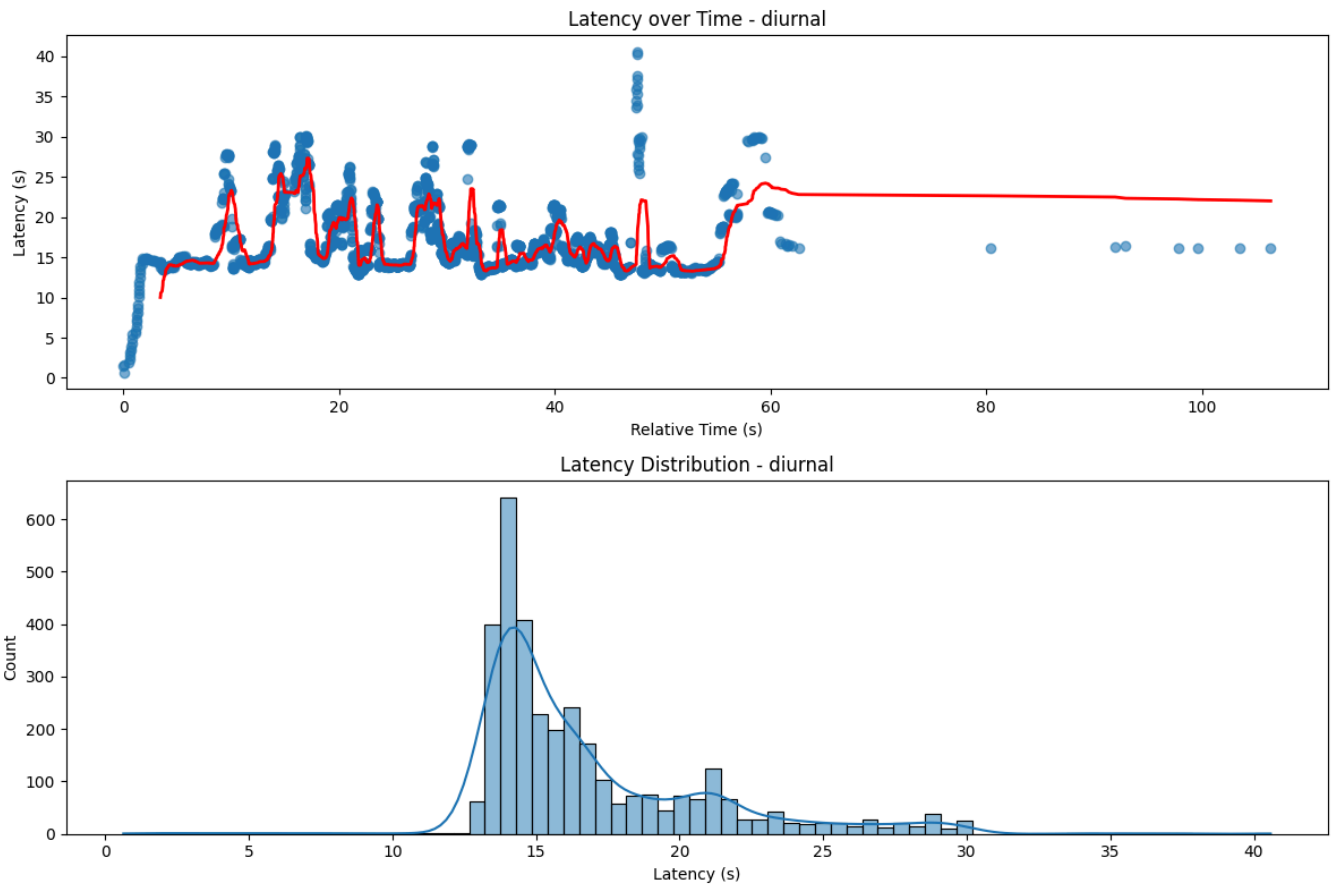 Latency over Time - diurnal
40
35
30
25
20
15
10
5
0
Latency (s)
0 20 40 60 80 100
Relative Time (s)
Latency Distribution - diurnal
600
500
400
300
200
100
0
Count
0 5 10 15 20 25 30 35 40
Latency (s)